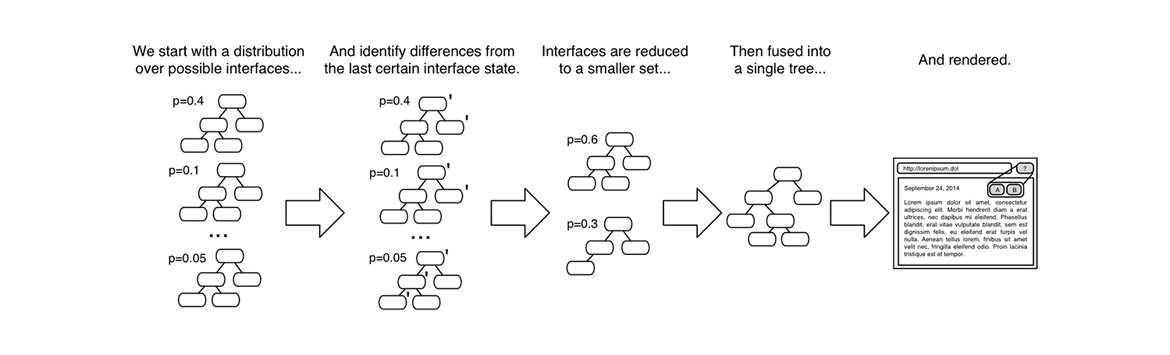 We start with a distribution
over possible interfaces...
And identify differences from
the last certain interface state.
Interfaces are reduced
to a smaller set...
Then fused into
a single tree...
And rendered.
p=0.4
p=0.1
...
p=0.05
p=0.4
'
'
p=0.1
'
'
...
p=0.05
'
'
'
p=0.6
p=0.3
http://loremipsum.dol
?
September 24, 2014
A
B
Lorem ipsum dolor sit amet, consectetur
adipiscing elit. Morbi hendrerit diam a erat
ultrices, nec dapibus mi eleifend. Phasellus
blandit, erat vitae vulputate blandit, sem est
dignissim felis, eu eleifend erat turpis vel
nulla. Aenean tellus lorem, finibus sit amet
velit nec, fringilla eleifend odio. Proin lacinia
tristique est et tempor.